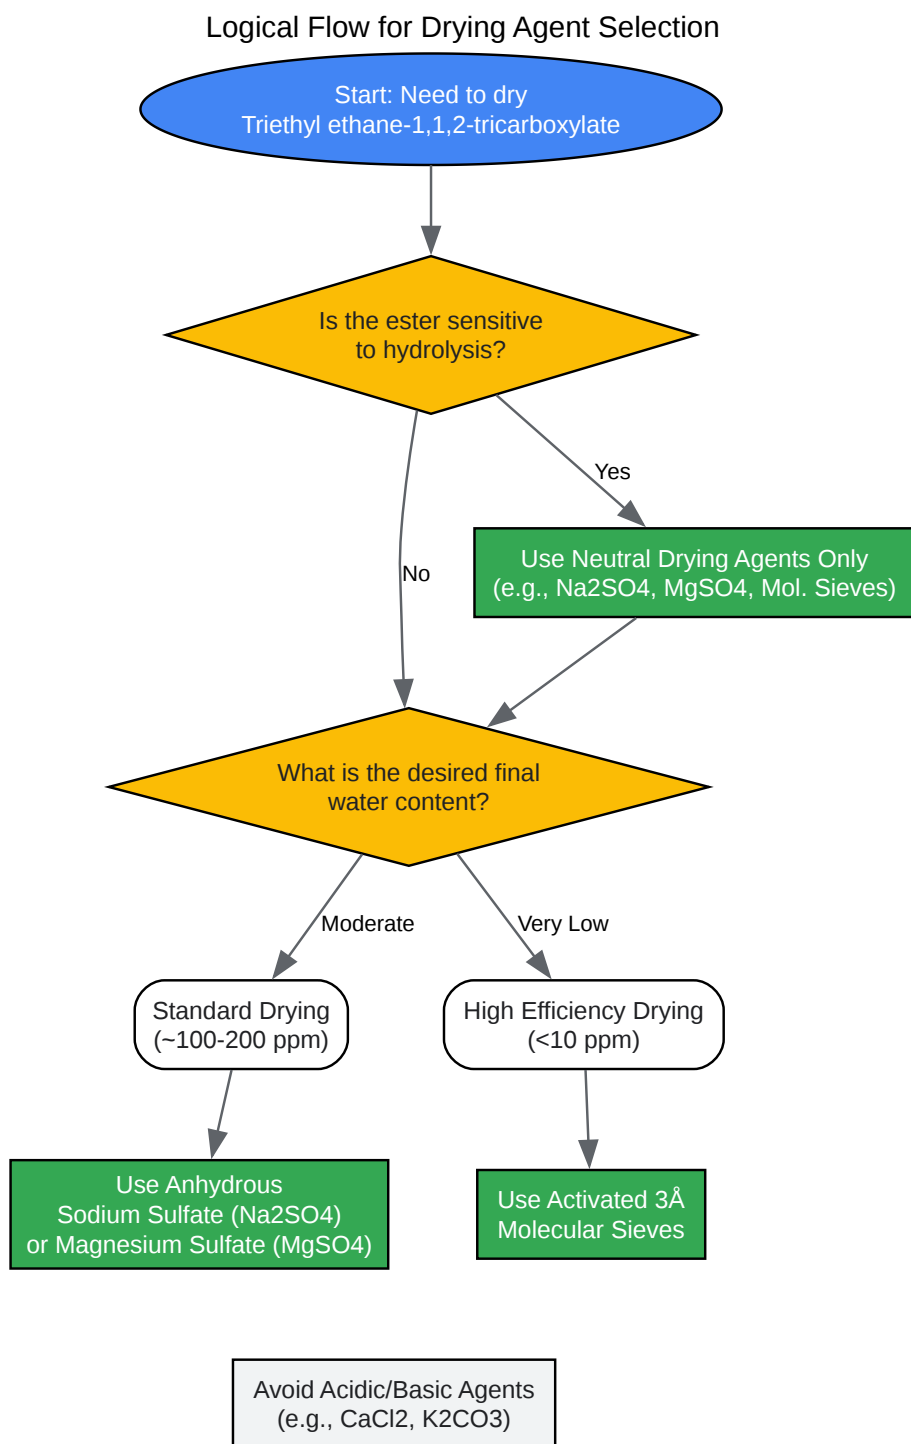 Logical Flow for Drying Agent Selection
Start: Need to dry
Triethyl ethane-1,1,2-tricarboxylate
Is the ester sensitive
to hydrolysis?
Yes
Use Neutral Drying Agents Only
(e.g., Na2SO4, MgSO4, Mol. Sieves)
No
What is the desired final
water content?
Moderate
Very Low
Standard Drying
(~100-200 ppm)
High Efficiency Drying
(<10 ppm)
Use Anhydrous
Sodium Sulfate (Na2SO4)
or Magnesium Sulfate (MgSO4)
Use Activated 3Å
Molecular Sieves
Avoid Acidic/Basic Agents
(e.g., CaCl2, K2CO3)